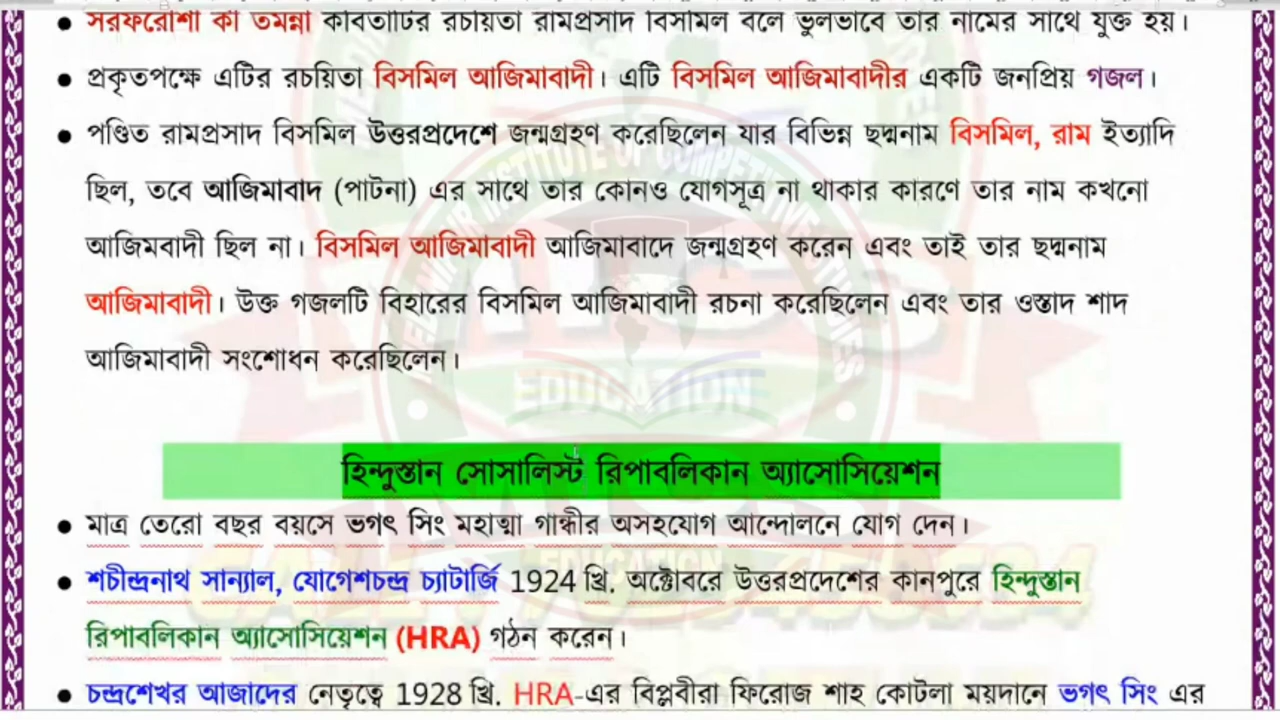 • সরফরোশী কী তমন্না কবিতাটির রচয়িতা রামপ্রসাদ বিসমিল বলে ভুলভাবে তার নামের সাথে যুক্ত হয়।
• প্রকৃতপক্ষে এটির রচয়িতা বিসমিল আজিমাবাদী। এটি বিসমিল আজিমাবাদীর একটি জনপ্রিয় গজল।
• পণ্ডিত রামপ্রসাদ বিসমিল উত্তরপ্রদেশে জন্মগ্রহণ করেছিলেন যার বিভিন্ন ছদ্মনাম বিসমিল, রাম ইত্যাদি
ছিল, তবে আজিমাবাদ (পাটনা) এর সাথে তার কোনও যোগসূত্র না থাকার কারণে তার নাম কখনো
আজিমবাদী ছিল না। বিসমিল আজিমাবাদী আজিমাবাদে জন্মগ্রহণ করেন এবং তাই তার ছদ্মনাম
আজিমাবাদী। উক্ত গজলটি বিহারের বিসমিল আজিমাবাদী রচনা করেছিলেন এবং তার ওস্তাদ শাদ
আজিমাবাদী সংশোধন করেছিলেন।
EDUCATION
হিন্দুস্তান সোসালিস্ট রিপাবলিকান অ্যাসোসিয়েশন
• মাত্র তেরো বছর বয়সে ভগৎ সিং মহাত্মা গান্ধীর অসহযোগ আন্দোলনে যোগ দেন।
• শচীন্দ্রনাথ সান্যাল, যোগেশচন্দ্র চ্যাটার্জি 1924 খ্রি. অক্টোবরে উত্তরপ্রদেশের কানপুরে হিন্দুস্তান
রিপাবলিকান অ্যাসোসিয়েশন (HRA) গঠন করেন।
• চন্দ্রশেখর আজাদের নেতৃত্বে 1928 খ্রি. HRA-এর বিপ্লবীরা ফিরোজ শাহ কোটলা ময়দানে ভগৎ সিং এর